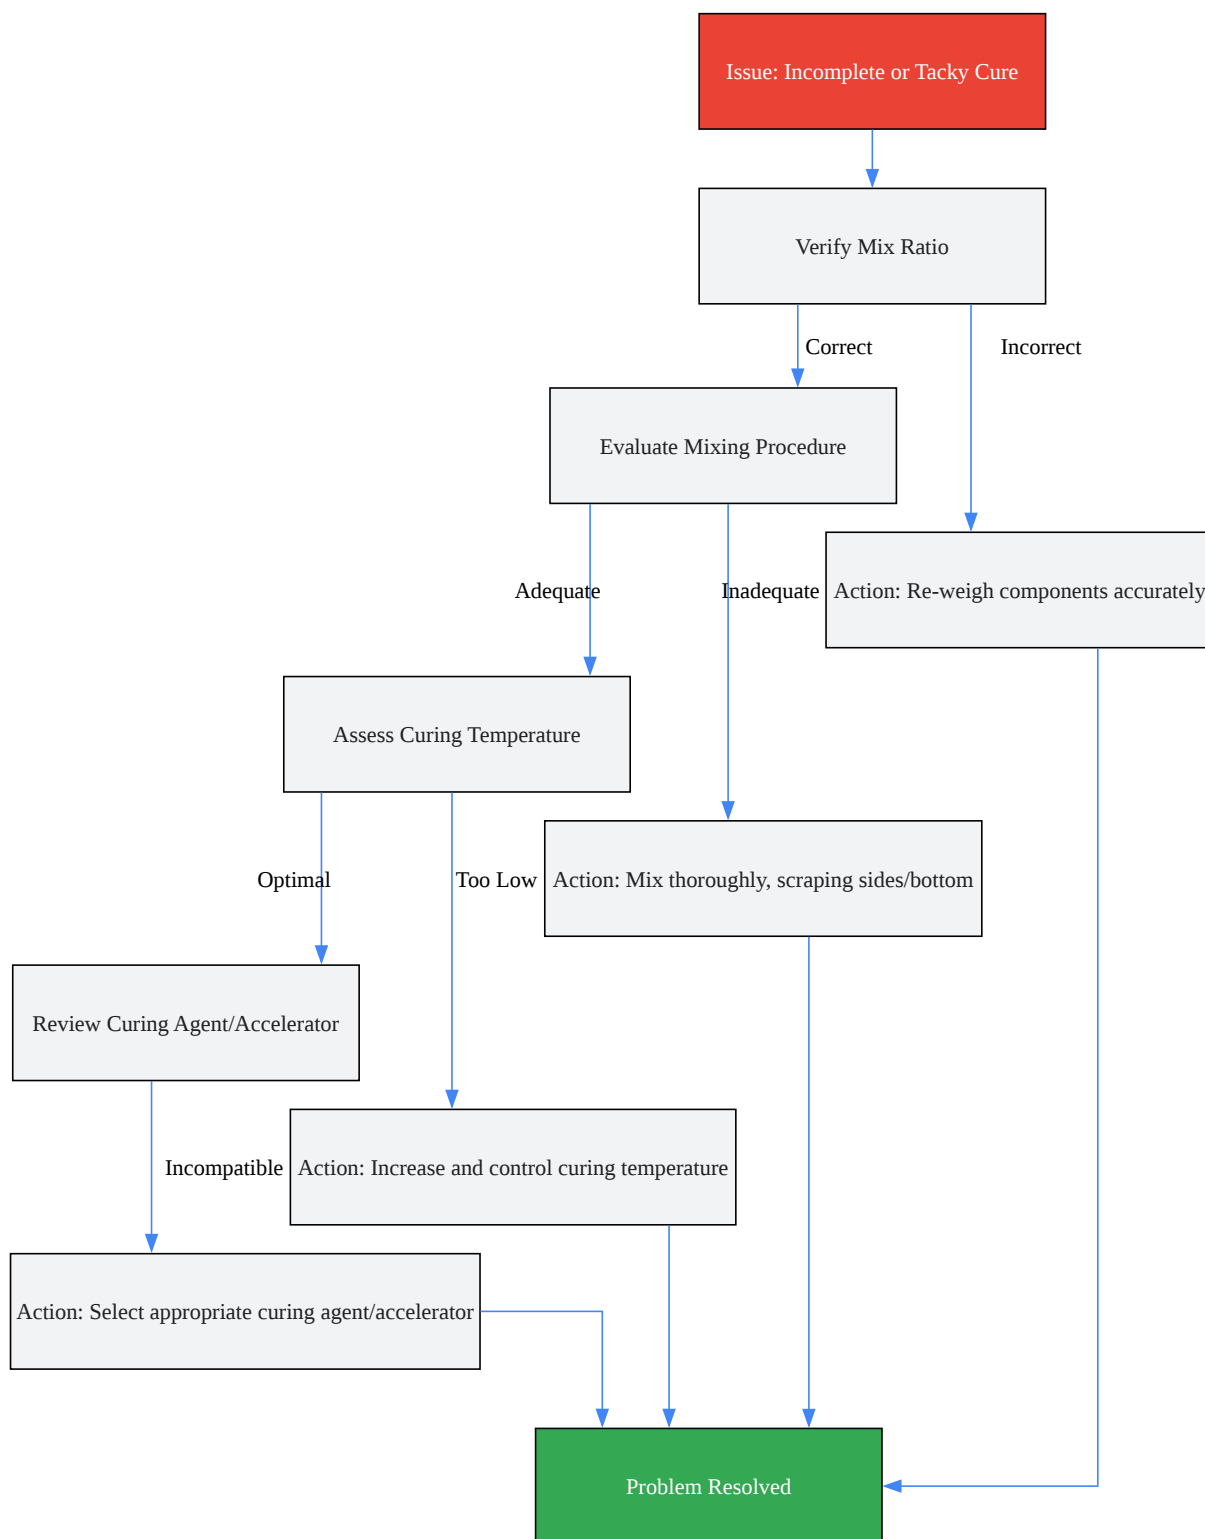 Issue: Incomplete or Tacky Cure
Verify Mix Ratio
Correct
Incorrect
Evaluate Mixing Procedure
Adequate
Inadequate
Action: Re-weigh components accurately
Assess Curing Temperature
Optimal
Too Low
Action: Mix thoroughly, scraping sides/bottom
Review Curing Agent/Accelerator
Incompatible
Action: Increase and control curing temperature
Action: Select appropriate curing agent/accelerator
Problem Resolved